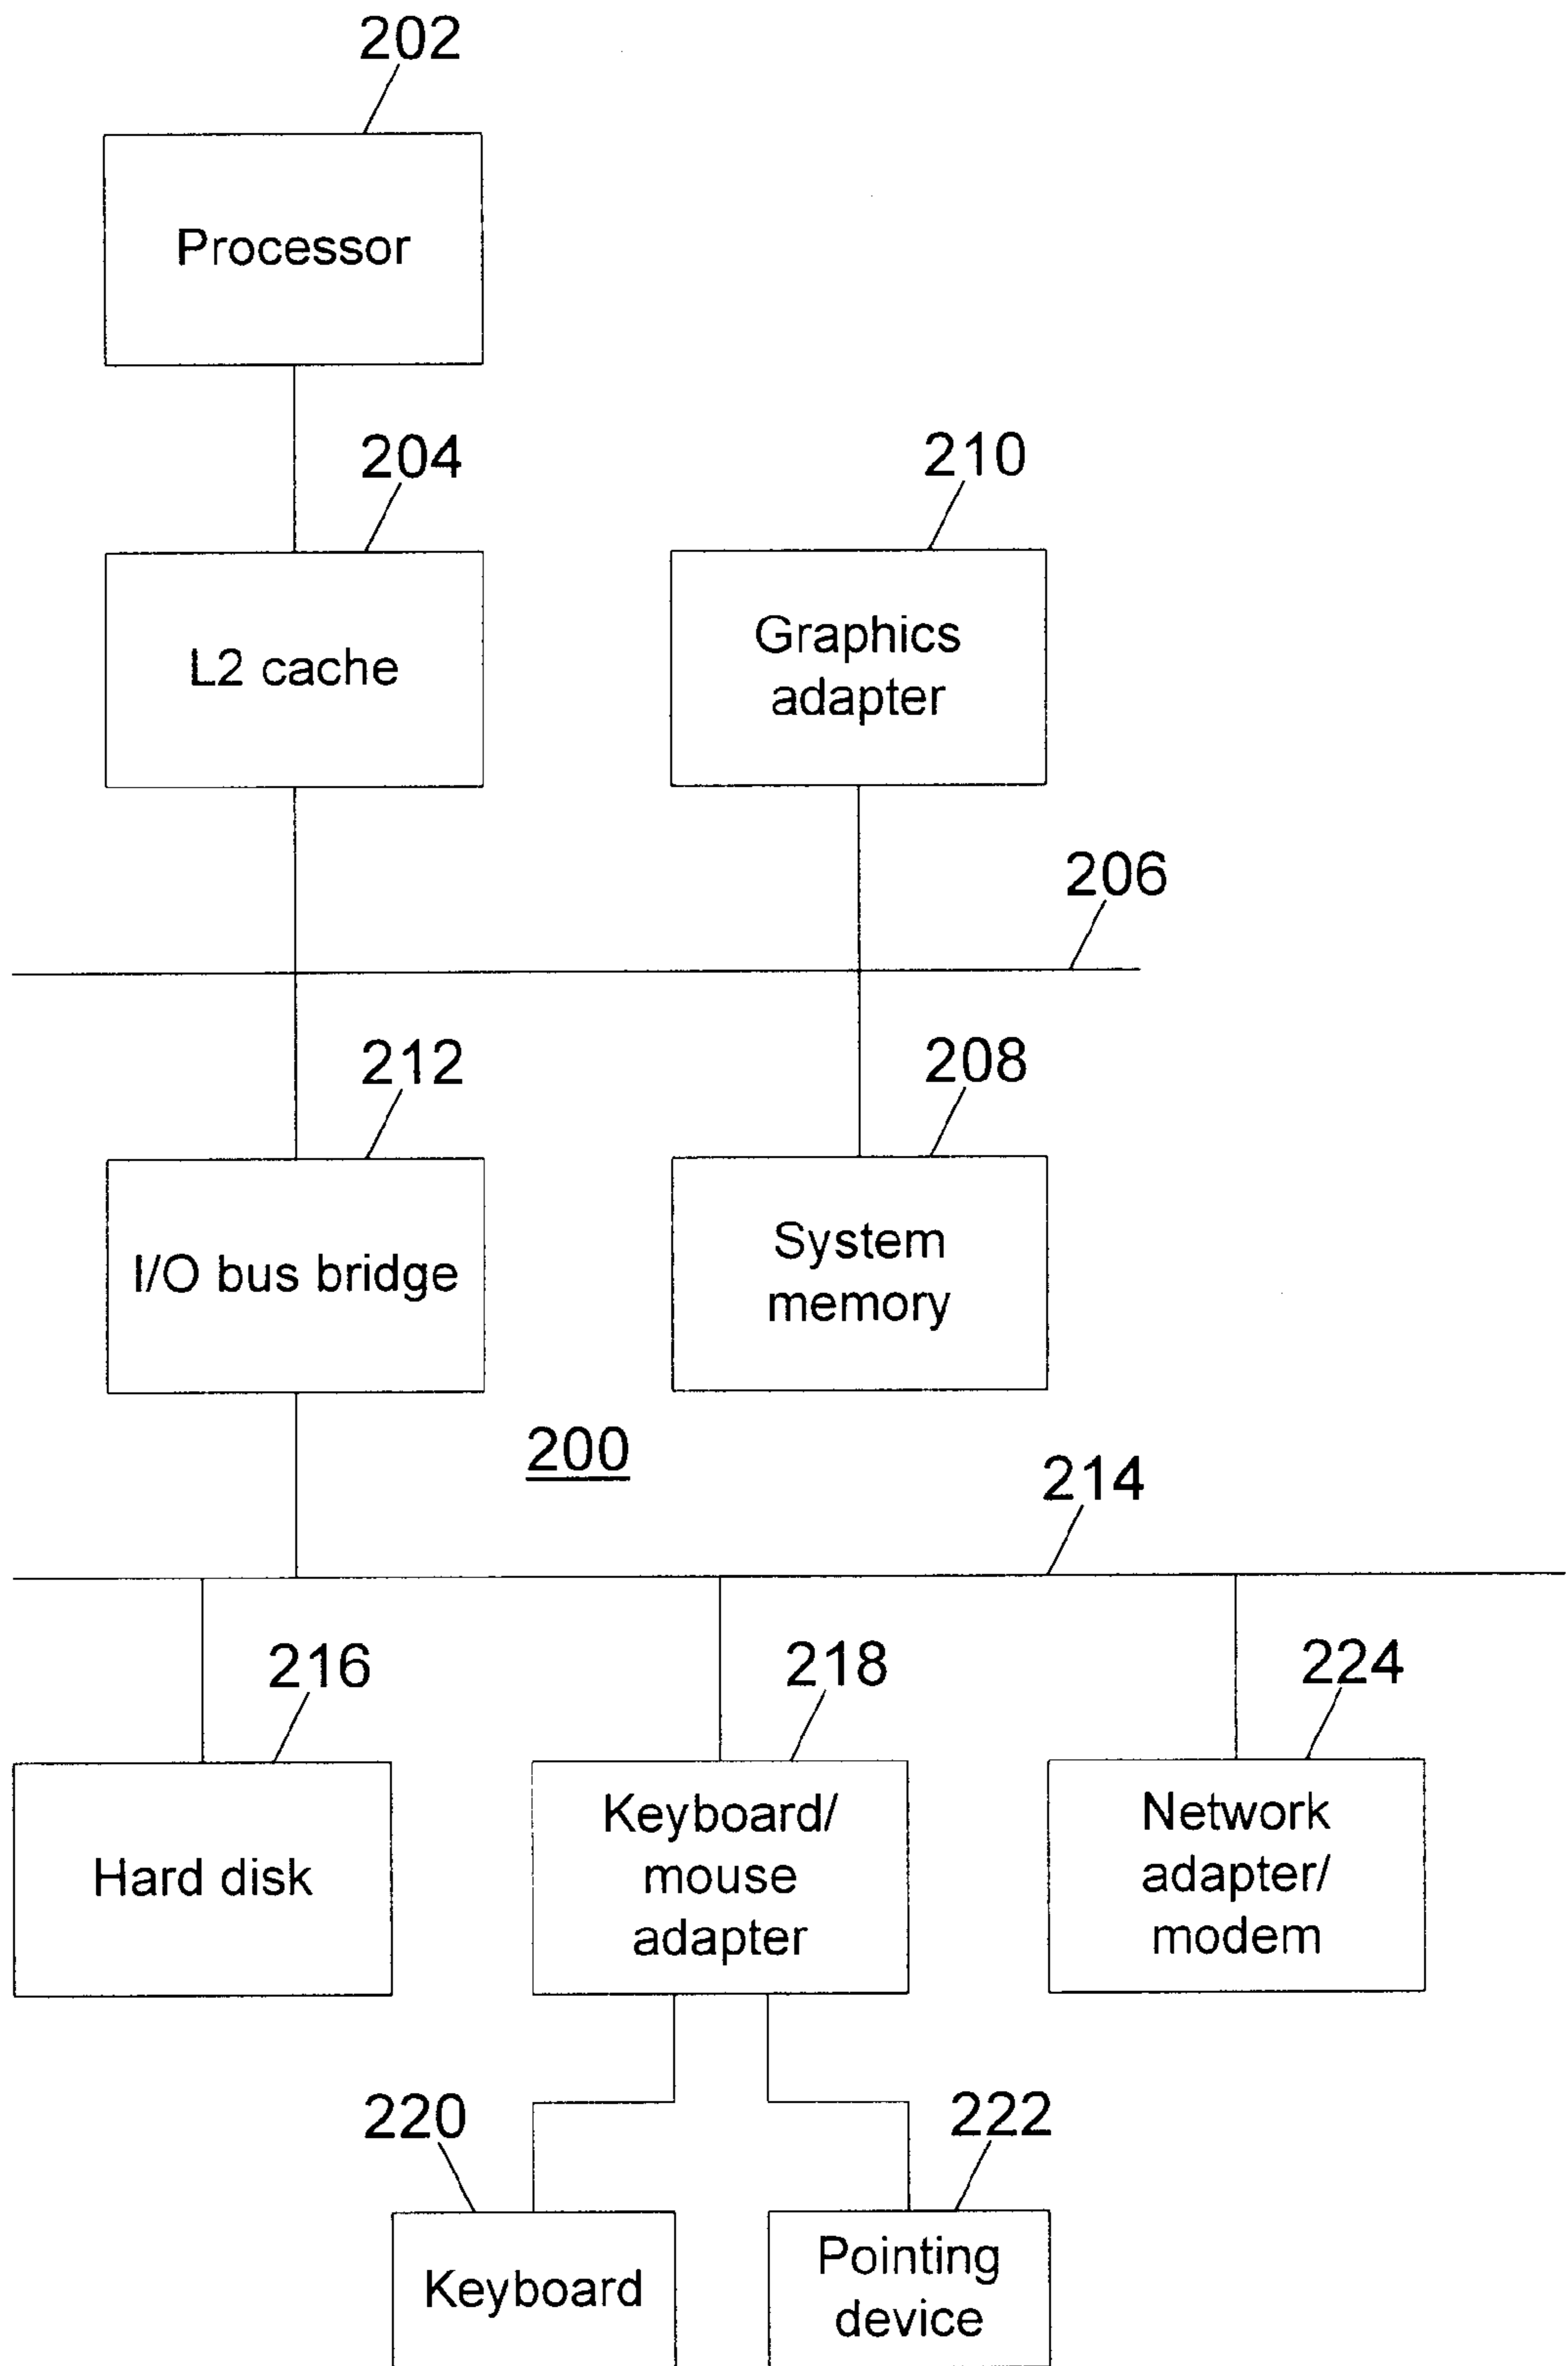 202
Processor
204
210
L2 cache
Graphics
adapter
206
212
208
I/O bus bridge
System
memory
200
214
216
218
224
Hard disk
Keyboard/
mouse
adapter
Network
adapter/
modem
220
222
Keyboard
Pointing
device